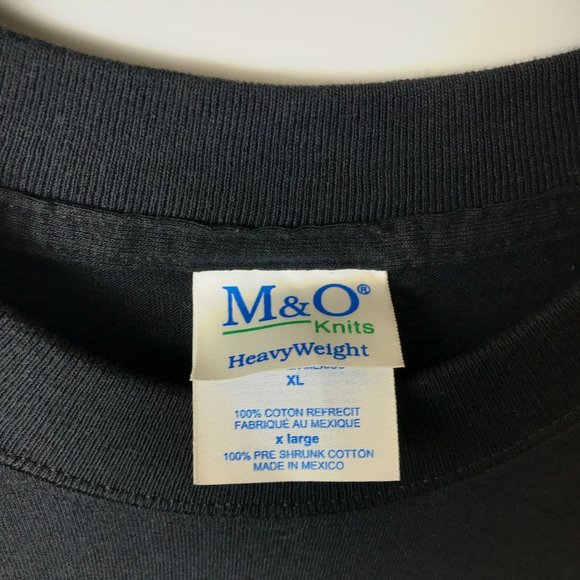 M&O®
Knits
HeavyWeight
XL
100% COTON REFRECIT
FABRIQUÉ AU MEXIQUE
x large
100% PRE SHRUNK COTTON
MADE IN MEXICO